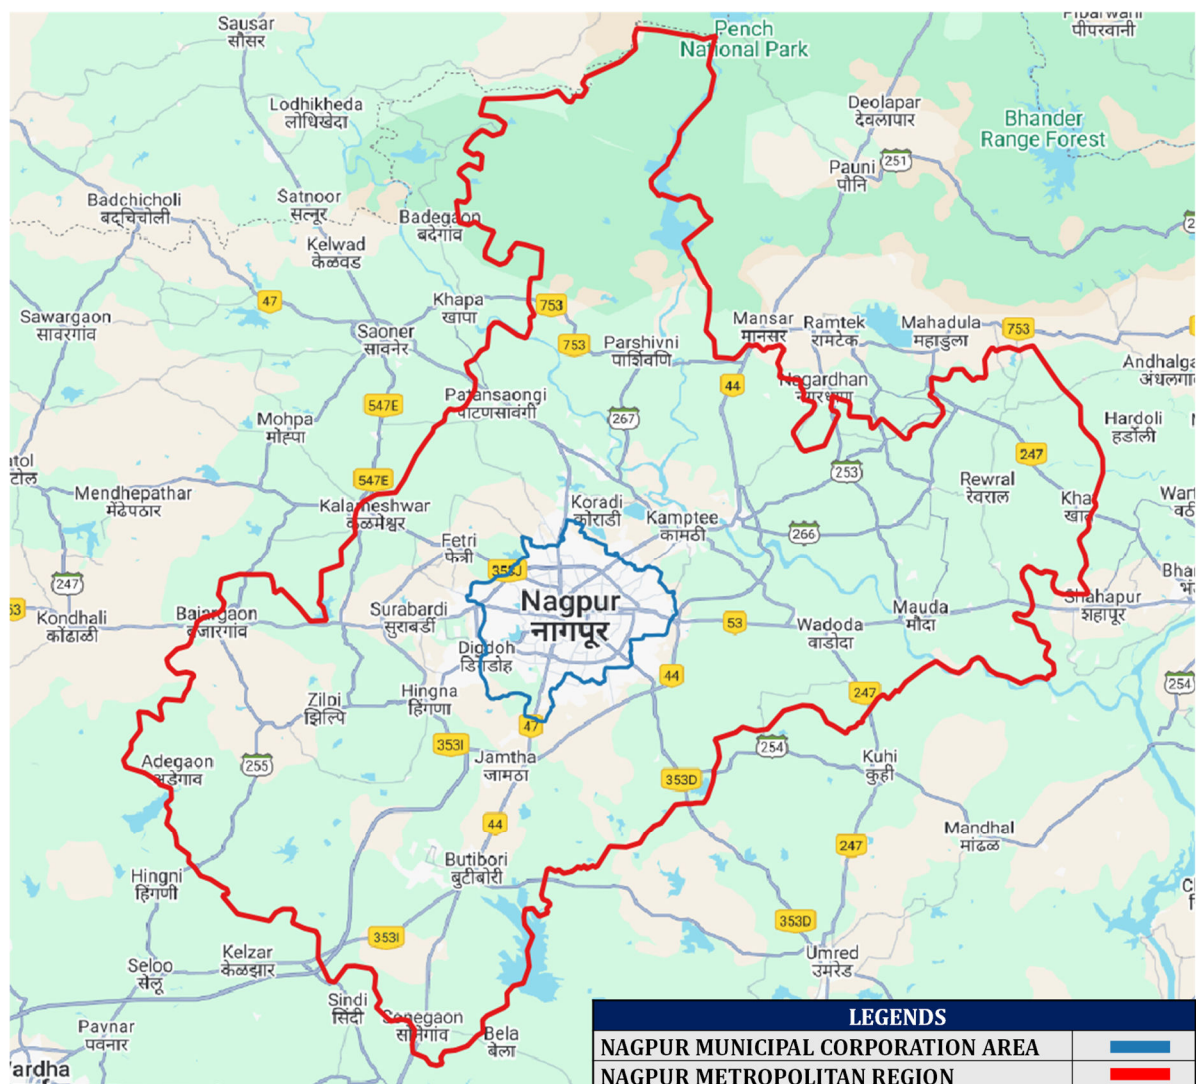 Sausar
सौसर
Pench
National Park
पीपरवानी
Lodhikheda
लोधिखेदा
Deolapar
देवलापार
Bhander
Range Forest
Pauni
पौनि
251
Badchicholi
बद्चिचोली
Satnoor
सत्नूर
Badegaon
बदेगांव
Kelwad
केळवड
47
Khapa
खापा
753
Sawargaon
सावरगांव
Saoner
सावनेर
753
Parshivni
पार्शिवणि
Mansar
मानसर
Ramtek
रामटेक
Mahadula
महाडुला
753
44
Nagardhan
नगरधाण
547E
Patansaongi
पाटणसावंगी
267
Mohpa
मोह्पा
Hardoli
हर्डोली
247
547E
253
Mendhepathar
मेंढेपठार
Kalameshwar
कळमेश्वर
Koradi
कोराडी
Kamptee
कामठी
Rewral
रेवराल
266
Fetri
फेत्री
353J
247
Nagpur
नागपूर
Kondhali
कोंढाळी
Bajargaon
बाजारगांव
Surabardi
सुराबर्डी
53
Wadoda
वाडोदा
Mauda
मौदा
Shahapur
शहापूर
Digdoh
डिगडोह
44
Hingna
हिंगणा
Zilpi
झिल्पि
247
254
47
353I
254
Jamtha
जामठा
Kuhi
कुही
Adegaon
अडेगाव
255
353D
44
Mandhal
मांढळ
247
Butibori
बुटीबोरी
Hingni
हिंगणी
353D
353I
Umred
उमरेड
Kelzar
केळझार
Seloo
सेलू
Sindi
सिंदी
Sonegaon
सोनेगांव
Bela
बेला
Pavnar
पवनार
LEGENDS
NAGPUR MUNICIPAL CORPORATION AREA
NAGPUR METROPOLITAN REGION